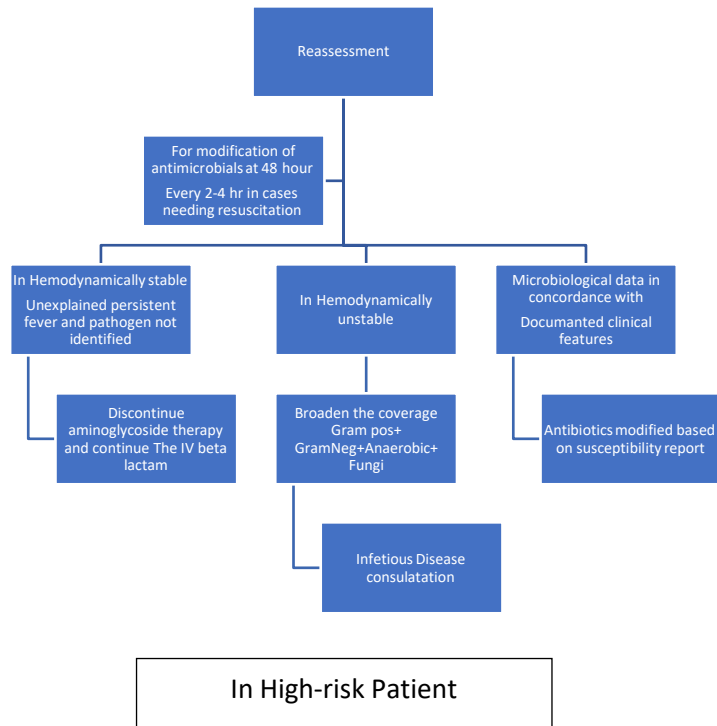 Reassessment
For modification of
antimicrobials at 48 hour
Every 2-4 hr in cases
needing resuscitation
In Hemodynamically stable
Unexplained persistent
fever and pathogen not
identified
In Hemodynamically
unstable
Microbiological data in
concordance with
Documanted clinical
features
Discontinue
aminoglycoside therapy
and continue The IV beta
lactam
Broaden the coverage
Gram pos+
GramNeg+Anaerobic+
Fungi
Antibiotics modified based
on susceptibility report
Infetious Disease
consulatation
In High-risk Patient